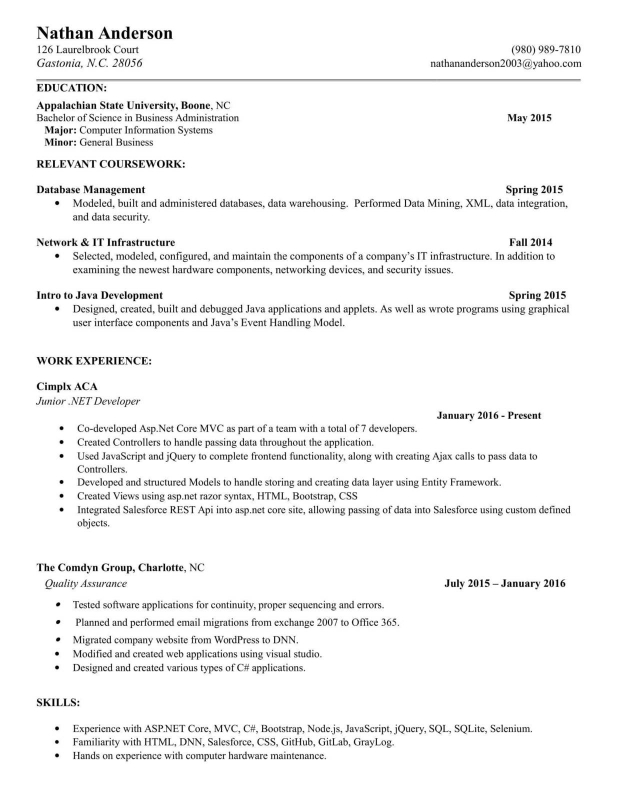 Nathan Anderson
126 Laurelbrook Court (980) 989-7810
Gastonia, N.C. 28056 nathananderson2003@yahoo.com
EDUCATION:
Appalachian State University, Boone, NC
Bachelor of Science in Business Administration May 2015
Major: Computer Information Systems
Minor: General Business
RELEVANT COURSEWORK:
Database Management Spring 2015
• Modeled, built and administered databases, data warehousing. Performed Data Mining, XML, data integration,
and data security.
Network & IT Infrastructure Fall 2014
• Selected, modeled, configured, and maintain the components of a company’s IT infrastructure. In addition to
examining the newest hardware components, networking devices, and security issues.
Intro to Java Development Spring 2015
• Designed, created, built and debugged Java applications and applets. As well as wrote programs using graphical
user interface components and Java’s Event Handling Model.
WORK EXPERIENCE:
Cimplx ACA
Junior .NET Developer
January 2016 - Present
• Co-developed Asp.Net Core MVC as part of a team with a total of 7 developers.
• Created Controllers to handle passing data throughout the application.
• Used JavaScript and jQuery to complete frontend functionality, along with creating Ajax calls to pass data to
Controllers.
• Developed and structured Models to handle storing and creating data layer using Entity Framework.
• Created Views using asp.net razor syntax, HTML, Bootstrap, CSS
• Integrated Salesforce REST Api into asp.net core site, allowing passing of data into Salesforce using custom defined
objects.
The Comdyn Group, Charlotte, NC
Quality Assurance July 2015 – January 2016
• Tested software applications for continuity, proper sequencing and errors.
• Planned and performed email migrations from exchange 2007 to Office 365.
• Migrated company website from WordPress to DNN.
• Modified and created web applications using visual studio.
• Designed and created various types of C# applications.
SKILLS:
• Experience with ASP.NET Core, MVC, C#, Bootstrap, Node.js, JavaScript, jQuery, SQL, SQLite, Selenium.
• Familiarity with HTML, DNN, Salesforce, CSS, GitHub, GitLab, GrayLog.
• Hands on experience with computer hardware maintenance.